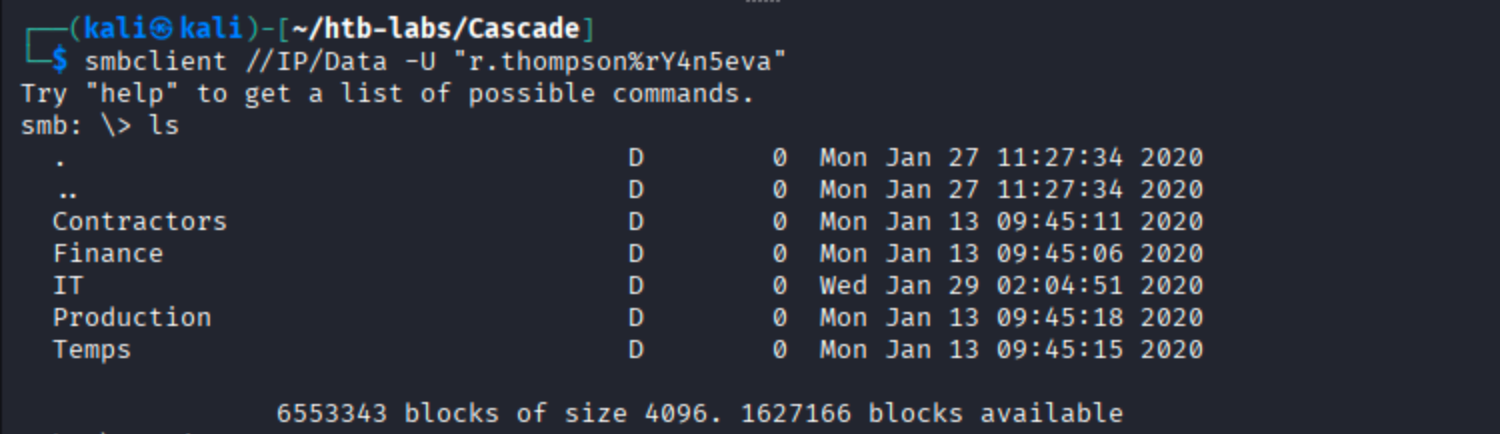 ┌──(kali㉿kali)-[~/htb-labs/Cascade]
└─$ smbclient //IP/Data -U "r.thompson%rY4n5eva"
Try "help" to get a list of possible commands.
smb: \> ls
  .                                   D        0  Mon Jan 27 11:27:34 2020
  ..                                  D        0  Mon Jan 27 11:27:34 2020
  Contractors                         D        0  Mon Jan 13 09:45:11 2020
  Finance                             D        0  Mon Jan 13 09:45:06 2020
  IT                                  D        0  Wed Jan 29 02:04:51 2020
  Production                          D        0  Mon Jan 13 09:45:18 2020
  Temps                               D        0  Mon Jan 13 09:45:15 2020
                6553343 blocks of size 4096. 1627166 blocks available